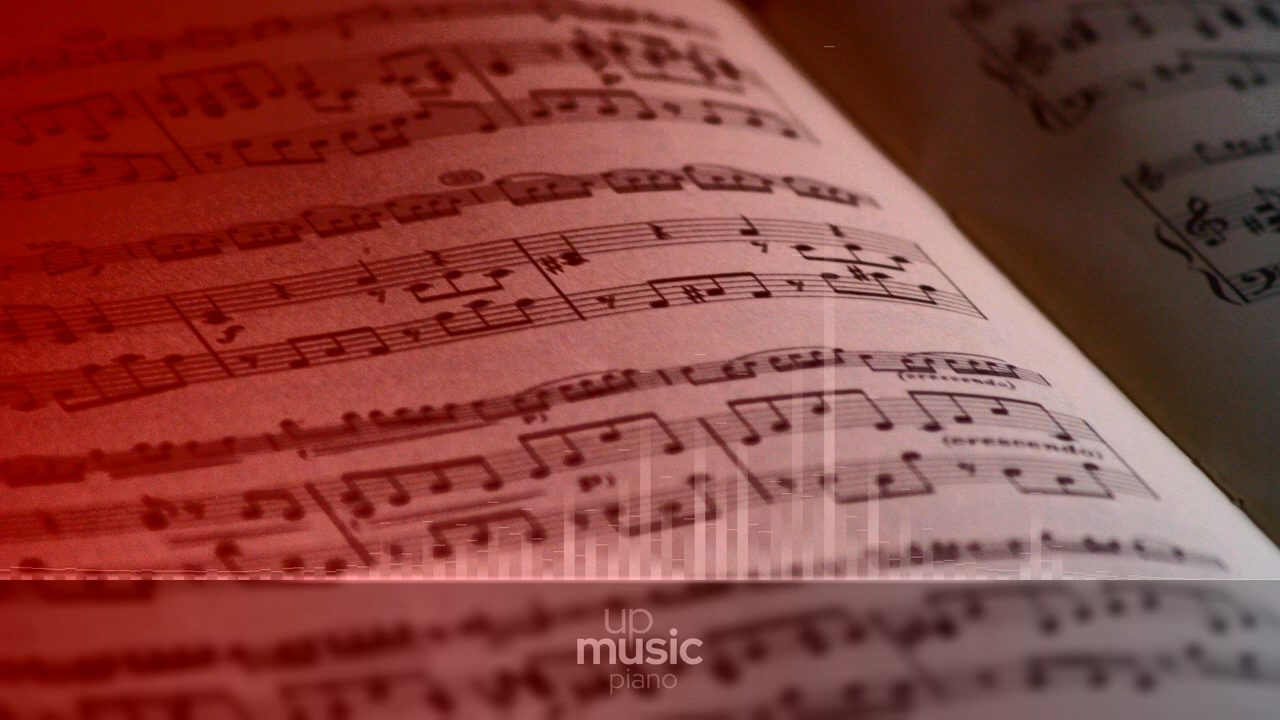 (crescendo)
(crescendo)
p)
p)
up
music
piano